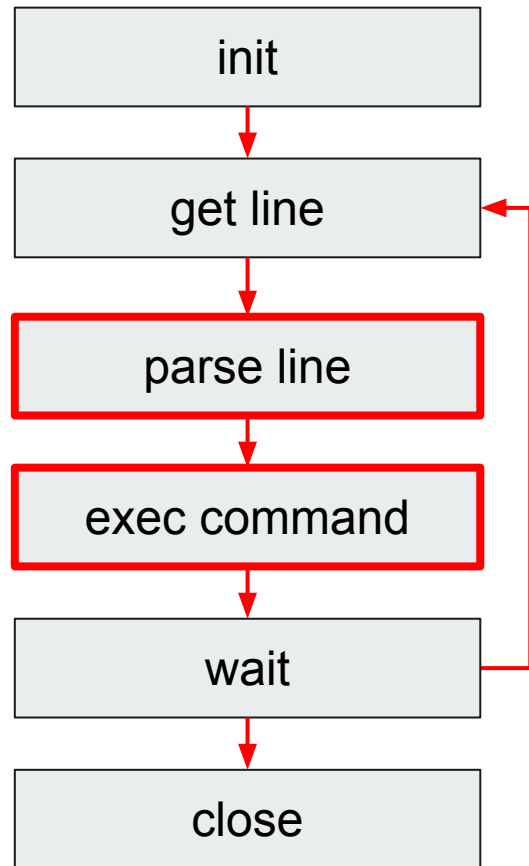 init
get line
parse line
exec command
wait
close